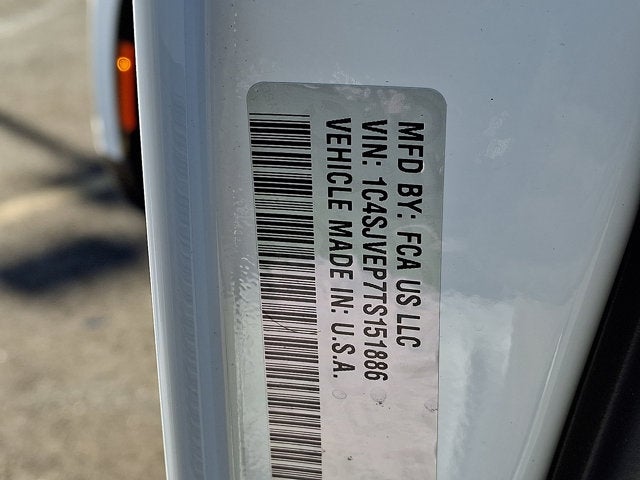 MFD BY: FCA US LLC
VIN: 1C4SJVEP7TS151886
VEHICLE MADE IN: U.S.A.